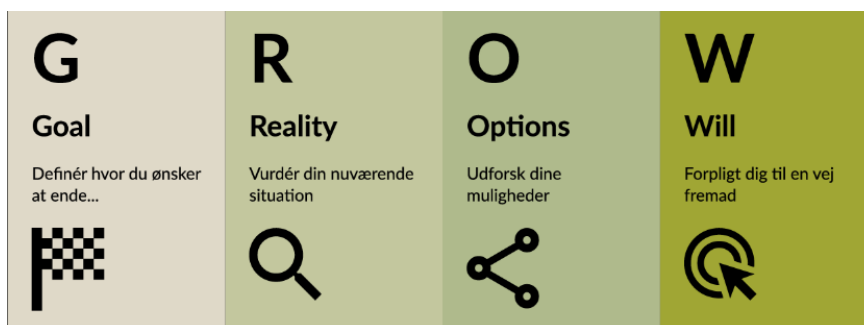 G
Goal
Definér hvor du ønsker
at ende...
R
Reality
Vurdér din nuværende
situation
O
Options
Udforsk dine
muligheder
W
Will
Forpligt dig til en vej
fremad